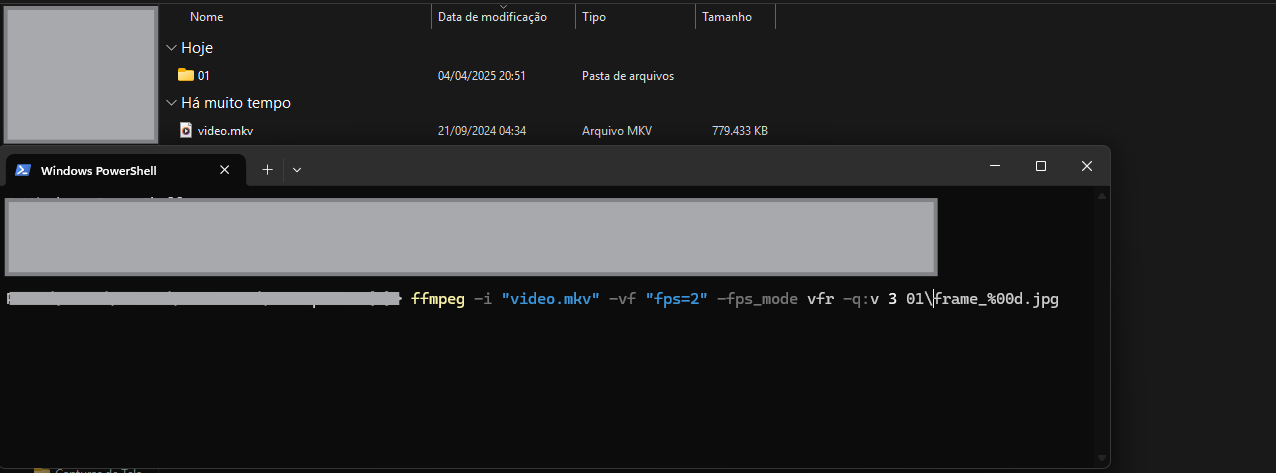 Nome Data de modificação Tipo Tamanho
Hoje
01 04/04/2025 20:51 Pasta de arquivos
Há muito tempo
video.mkv 21/09/2024 04:34 Arquivo MKV 779.433 KB
Windows PowerShell
ffmpeg -i "video.mkv" -vf "fps=2" -fps_mode vfr -q:v 3 01\frame_%00d.jpg